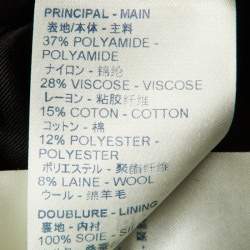 PRINCIPAL - MAIN
表地/本体 - 主料
37% POLYAMIDE -
POLYAMIDE
ナイロン - 锦纶
28% VISCOSE - VISCOSE
レーヨン - 粘胶纤维
15% COTON - COTTON
コットン - 棉
12% POLYESTER -
POLYESTER
ポリエステル - 聚酯纤维
8% LAINE - WOOL
ウール - 绵羊毛
DOUBLURE - LINING
裏地 - 内衬
100% SOIE - SILK